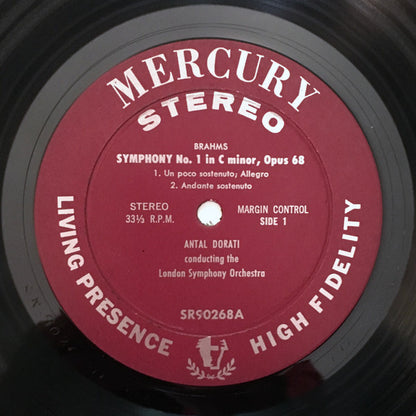 MERCURY
STEREO
BRAHMS
SYMPHONY No. 1 in C minor, Opus 68
1. Un poco sostenuto; Allegro
2. Andante sostenuto
STEREO
33⅓ R.P.M.
MARGIN CONTROL
SIDE 1
ANTAL DORATI
conducting the
London Symphony Orchestra
SR90268A
LIVING PRESENCE
HIGH FIDELITY